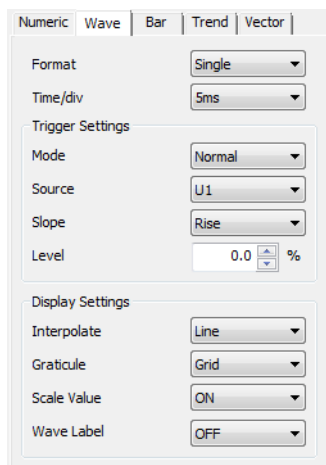 Numeric Wave Bar Trend Vector
Format Single
Time/div 5ms
Trigger Settings
Mode Normal
Source U1
Slope Rise
Level 0.0 %
Display Settings
Interpolate Line
Graticule Grid
Scale Value ON
Wave Label OFF